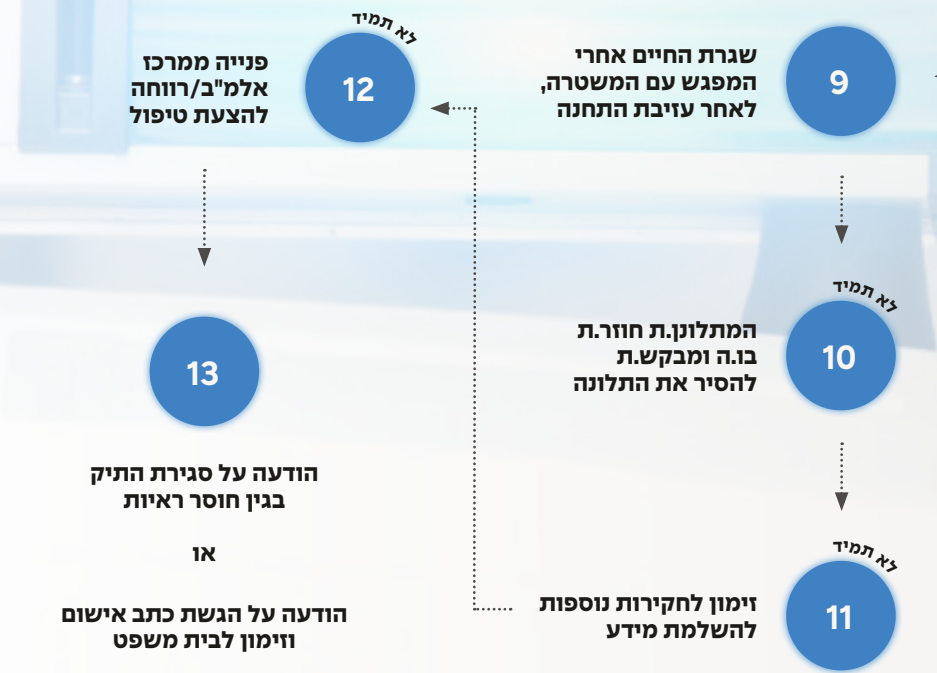 9
שגרת החיים אחרי
המפגש עם המשטרה,
לאחר עזיבת התחנה
לא תמיד
10
המתלונן.ת חוזר.ת
בו.ה ומבקש.ת
להסיר את התלונה
לא תמיד
11
זימון לחקירות נוספות
להשלמת מידע
לא תמיד
12
פנייה ממרכז
אלמ"ב/רווחה
להצעת טיפול
13
הודעה על סגירת התיק
בגין חוסר ראיות
או
הודעה על הגשת כתב אישום
וזימון לבית משפט